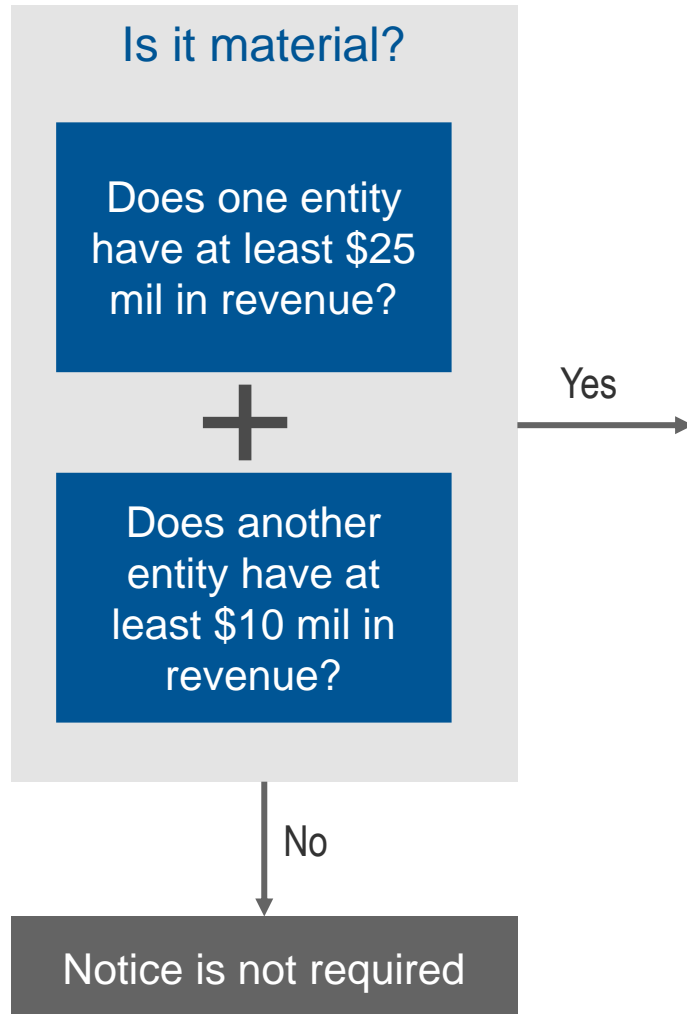 Is it material?
Does one entity
have at least $25
mil in revenue?
Yes
Does another
entity have at
least $10 mil in
revenue?
No
Notice is not required